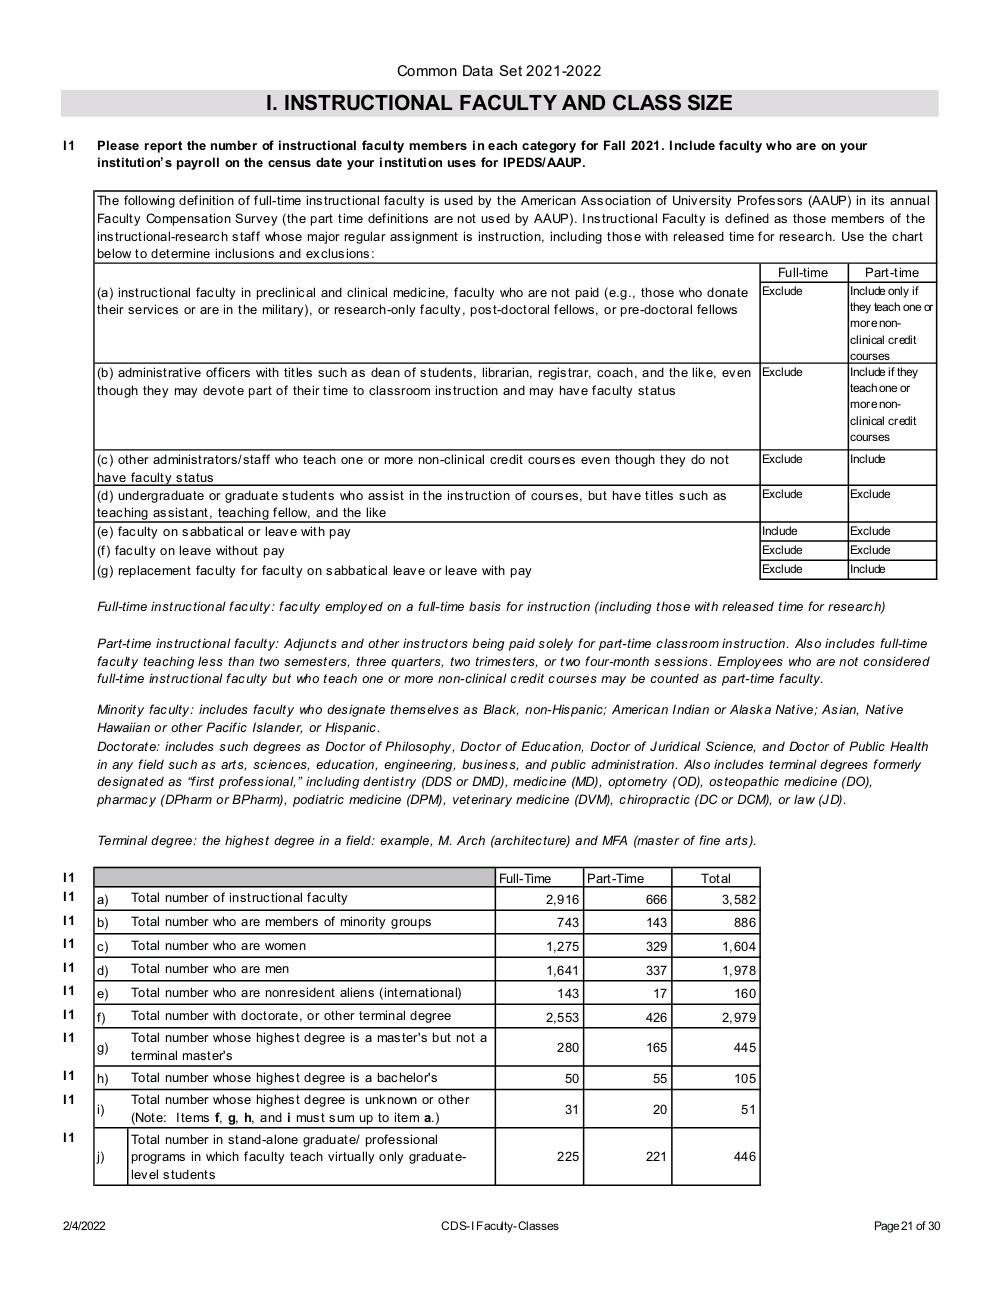 Common Data Set 2021-2022
I. INSTRUCTIONAL FACULTY AND CLASS SIZE
I1 Please report the number of instructional faculty members in each category for Fall 2021. Include faculty who are on your
institution's payroll on the census date your institution uses for IPEDS/AAUP.
The following definition of full-time instructional faculty is used by the American Association of University Professors (AAUP) in its annual
Faculty Compensation Survey (the part time definitions are not used by AAUP). Instructional Faculty is defined as those members of the
instructional-research staff whose major regular assignment is instruction, including those with released time for research. Use the chart
below to determine inclusions and exclusions:
Full-time Part-time
(a) instructional faculty in preclinical and clinical medicine, faculty who are not paid (e.g., those who donate
their services or are in the military), or research-only faculty, post-doctoral fellows, or pre-doctoral fellows
Exclude
Include only if
they teach one or
more non-
clinical credit
courses
(b) administrative officers with titles such as dean of students, librarian, registrar, coach, and the like, even
though they may devote part of their time to classroom instruction and may have faculty status
Exclude
Include if they
teach one or
more non-
clinical credit
courses
(c) other administrators/staff who teach one or more non-clinical credit courses even though they do not
have faculty status
Exclude Include
(d) undergraduate or graduate students who assist in the instruction of courses, but have titles such as
teaching assistant, teaching fellow, and the like
Exclude Exclude
(e) faculty on sabbatical or leave with pay Include Exclude
(f) faculty on leave without pay Exclude Exclude
(g) replacement faculty for faculty on sabbatical leave or leave with pay Exclude Include
Full-time instructional faculty: faculty employed on a full-time basis for instruction (including those with released time for research)
Part-time instructional faculty: Adjuncts and other instructors being paid solely for part-time classroom instruction. Also includes full-time
faculty teaching less than two semesters, three quarters, two trimesters, or two four-month sessions. Employees who are not considered
full-time instructional faculty but who teach one or more non-clinical credit courses may be counted as part-time faculty.
Minority faculty: includes faculty who designate themselves as Black, non-Hispanic; American Indian or Alaska Native; Asian, Native
Hawaiian or other Pacific Islander, or Hispanic.
Doctorate: includes such degrees as Doctor of Philosophy, Doctor of Education, Doctor of Juridical Science, and Doctor of Public Health
in any field such as arts, sciences, education, engineering, business, and public administration. Also includes terminal degrees formerly
designated as “first professional,” including dentistry (DDS or DMD), medicine (MD), optometry (OD), osteopathic medicine (DO),
pharmacy (DPharm or BPharm), podiatric medicine (DPM), veterinary medicine (DVM), chiropractic (DC or DCM), or law (JD).
Terminal degree: the highest degree in a field: example, M. Arch (architecture) and MFA (master of fine arts).
I1 Full-Time Part-Time Total
I1 a) Total number of instructional faculty 2,916 666 3,582
I1 b) Total number who are members of minority groups 743 143 886
I1 c) Total number who are women 1,275 329 1,604
I1 d) Total number who are men 1,641 337 1,978
I1 e) Total number who are nonresident aliens (international) 143 17 160
I1 f) Total number with doctorate, or other terminal degree 2,553 426 2,979
I1 g) Total number whose highest degree is a master's but not a
terminal master's 280 165 445
I1 h) Total number whose highest degree is a bachelor's 50 55 105
I1 i) Total number whose highest degree is unknown or other
(Note: Items f, g, h, and i must sum up to item a.) 31 20 51
I1 j) Total number in stand-alone graduate/ professional
programs in which faculty teach virtually only graduate-
level students 225 221 446
2/4/2022 CDS-I Faculty-Classes Page 21 of 30